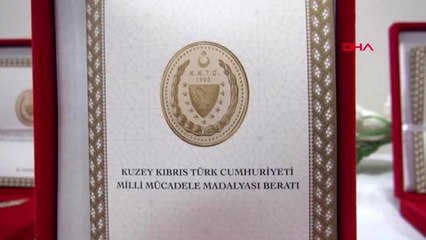 DHA
K.K.T.C.
KUZEY KIBRIS TÜRK CUMHURİYETİ
MİLLİ MÜCADELE MADALYASI BERATI